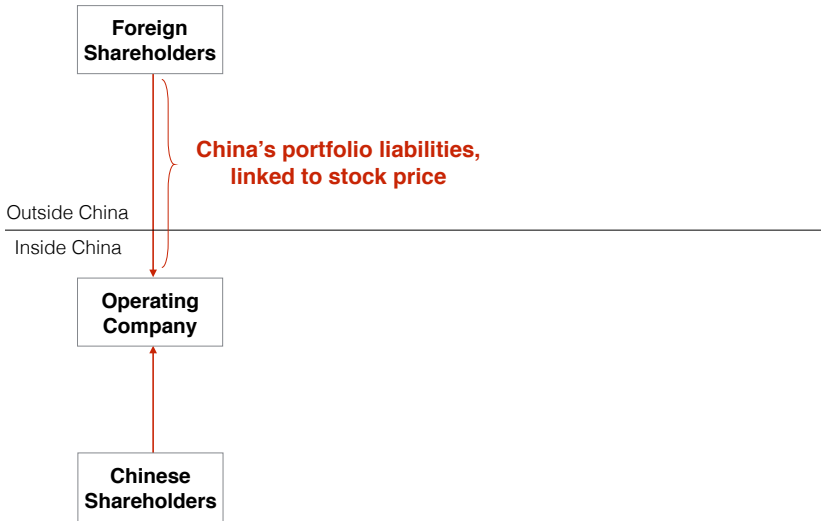 Foreign
Shareholders
China’s portfolio liabilities,
linked to stock price
Outside China
Inside China
Operating
Company
Chinese
Shareholders